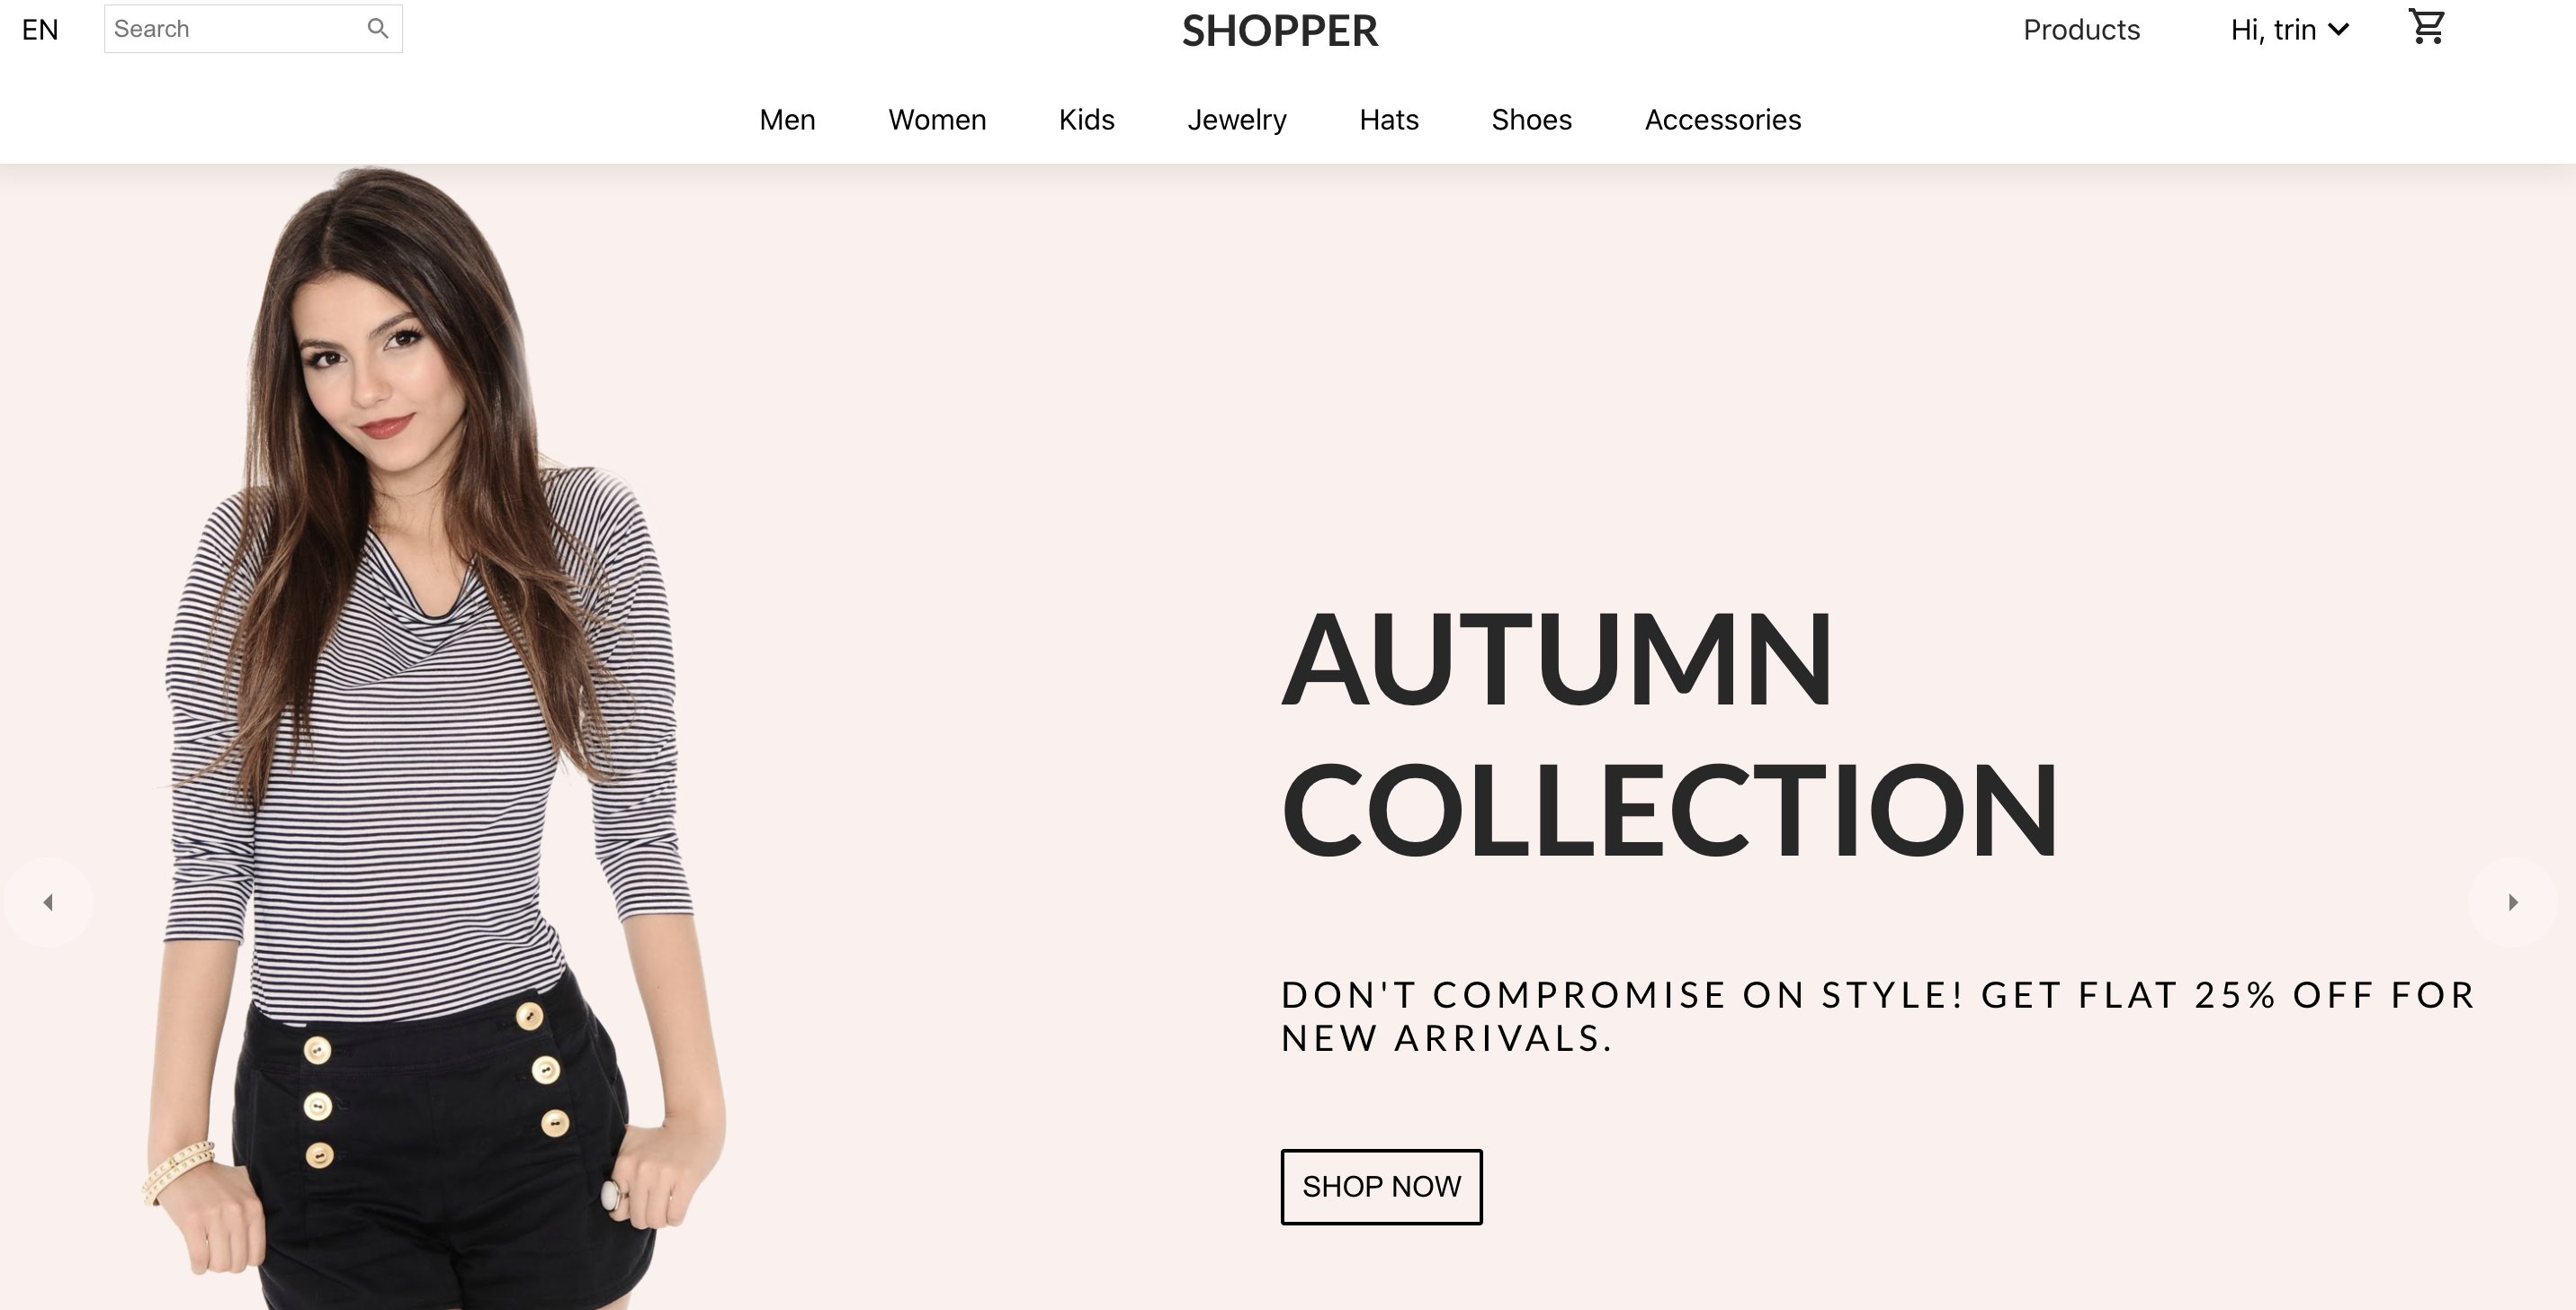 EN
Search
SHOPPER
Products
Hi, trin
Men
Women
Kids
Jewelry
Hats
Shoes
Accessories
AUTUMN
COLLECTION
DON'T COMPROMISE ON STYLE! GET FLAT 25% OFF FOR
NEW ARRIVALS.
SHOP NOW